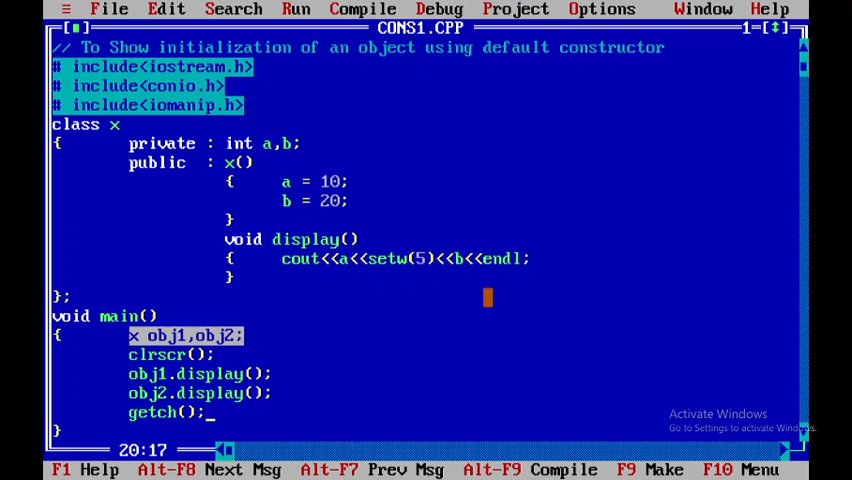 ≡ File Edit Search Run Compile Debug Project Options Window Help
[■] CONS1.CPP 1=[↕]
// To Show initialization of an object using default constructor
# include<iostream.h>
# include<conio.h>
# include<iomanip.h>
class x
{ private : int a,b;
public : x()
{ a = 10;
b = 20;
}
void display()
{ cout<<a<<setw(5)<<b<<endl;
}
};
void main()
{ x obj1,obj2;
clrscr();
obj1.display();
obj2.display();
getch();_
}
Activate Windows
Go to Settings to activate Windows.
20:17
F1 Help Alt-F8 Next Msg Alt-F7 Prev Msg Alt-F9 Compile F9 Make F10 Menu